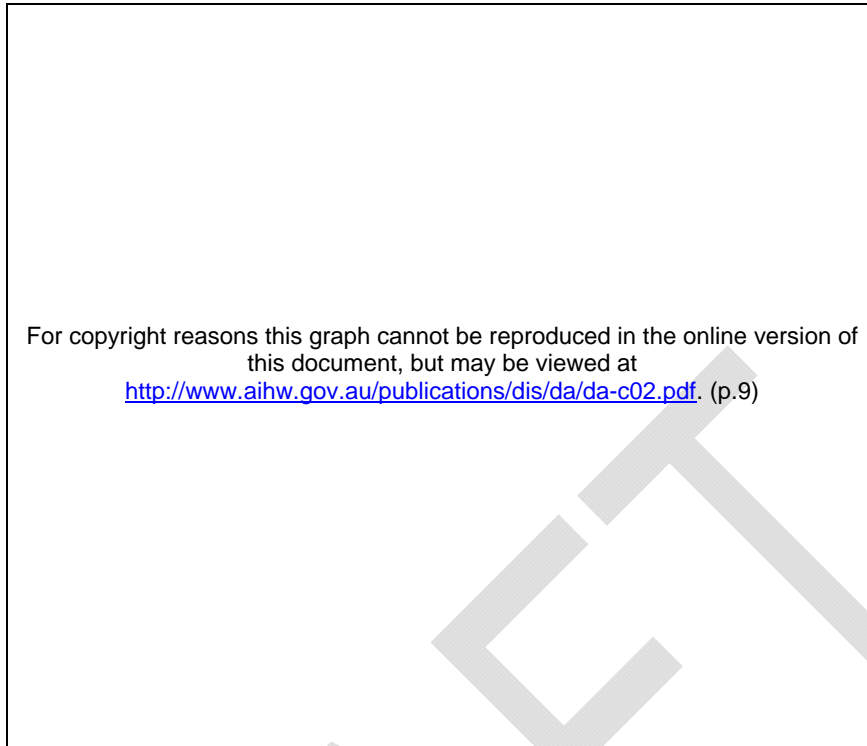 For copyright reasons this graph cannot be reproduced in the online version of
this document, but may be viewed at
http://www.aihw.gov.au/publications/dis/da/da-c02.pdf. (p.9)